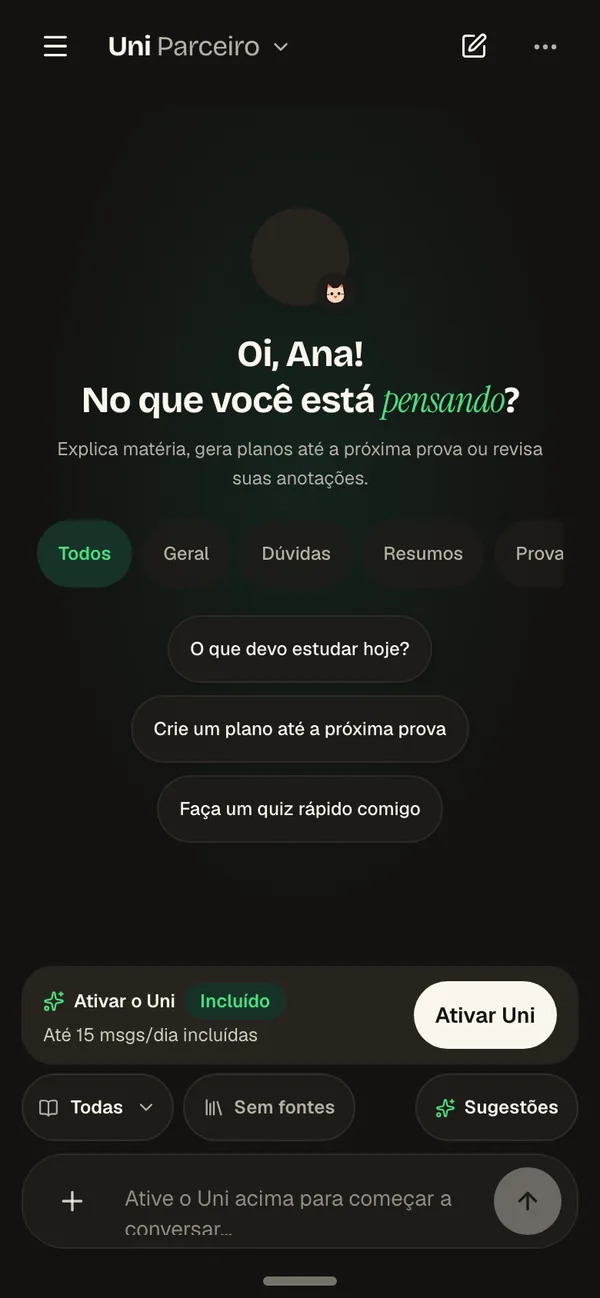 Uni Parceiro
Oi, Ana!
No que você está pensando?
Explica matéria, gera planos até a próxima prova ou revisa
suas anotações.
Todos
Geral
Dúvidas
Resumos
Prova
O que devo estudar hoje?
Crie um plano até a próxima prova
Faça um quiz rápido comigo
Ativar o Uni
Incluído
Até 15 msgs/dia incluídas
Ativar Uni
Todas
Sem fontes
Sugestões
Ative o Uni acima para começar a
conversar...